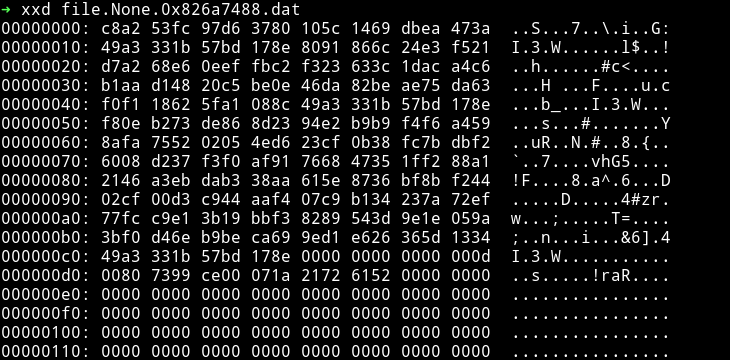 → xxd file.None.0x826a7488.dat
00000000: c8a2 53fc 97d6 3780 105c 1469 dbea 473a  ..S...7..\.i..G:
00000010: 49a3 331b 57bd 178e 8091 866c 24e3 f521  I.3.W......l$..!
00000020: d7a2 68e6 0eef fbc2 f323 633c 1dac a4c6  ..h......#c<....
00000030: b1aa d148 20c5 be0e 46da 82be ae75 da63  ...H ...F....u.c
00000040: f0f1 1862 5fa1 088c 49a3 331b 57bd 178e  ...b_...I.3.W...
00000050: f80e b273 de86 8d23 94e2 b9b9 f4f6 a459  ...s...#.......Y
00000060: 8afa 7552 0205 4ed6 23cf 0b38 fc7b dbf2  ..uR..N.#..8.{..
00000070: 6008 d237 f3f0 af91 7668 4735 1ff2 88a1  `..7....vhG5....
00000080: 2146 a3eb dab3 38aa 615e 8736 bf8b f244  !F....8.a^.6...D
00000090: 02cf 00d3 c944 aaf4 07c9 b134 237a 72ef  .....D.....4#zr.
000000a0: 77fc c9e1 3b19 bbf3 8289 543d 9e1e 059a  w...;.....T=....
000000b0: 3bf0 d46e b9be ca69 9ed1 e626 365d 1334  ;..n...i...&6].4
000000c0: 49a3 331b 57bd 178e 0000 0000 0000 000d  I.3.W...........
000000d0: 0080 7399 ce00 071a 2172 6152 0000 0000  ..s.....!raR....
000000e0: 0000 0000 0000 0000 0000 0000 0000 0000  ................
000000f0: 0000 0000 0000 0000 0000 0000 0000 0000  ................
00000100: 0000 0000 0000 0000 0000 0000 0000 0000  ................
00000110: 0000 0000 0000 0000 0000 0000 0000 0000  ................